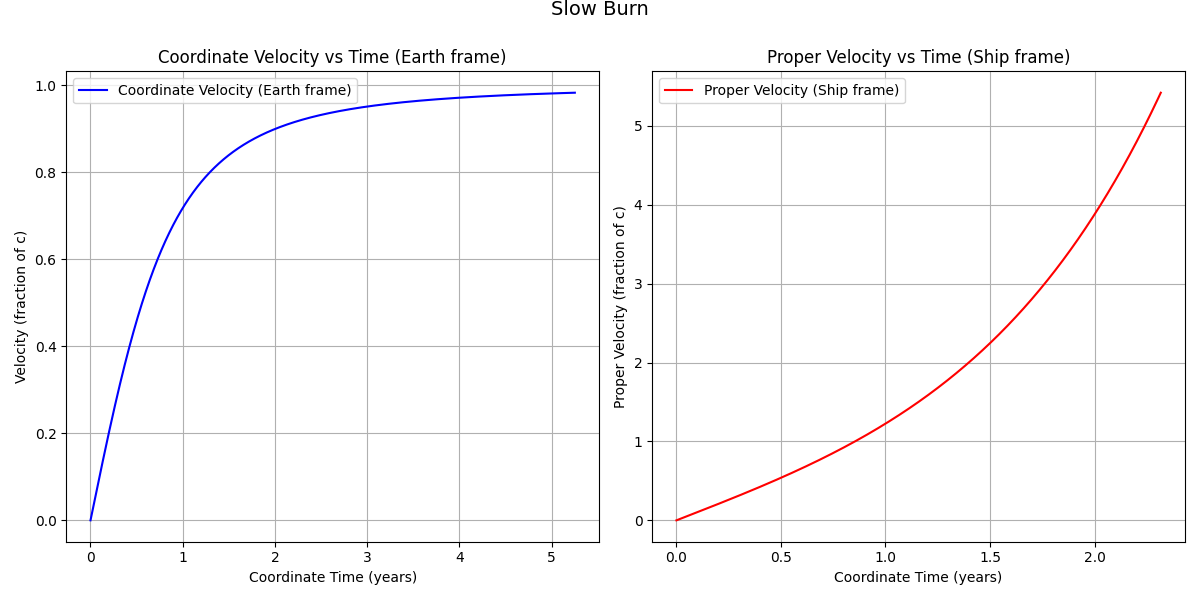 Slow Burn
Coordinate Velocity vs Time (Earth frame)
Coordinate Velocity (Earth frame)
Velocity (fraction of c)
1.0
0.8
0.6
0.4
0.2
0.0
0 1 2 3 4 5
Coordinate Time (years)
Proper Velocity vs Time (Ship frame)
Proper Velocity (Ship frame)
Proper Velocity (fraction of c)
5
4
3
2
1
0
0.0 0.5 1.0 1.5 2.0
Coordinate Time (years)